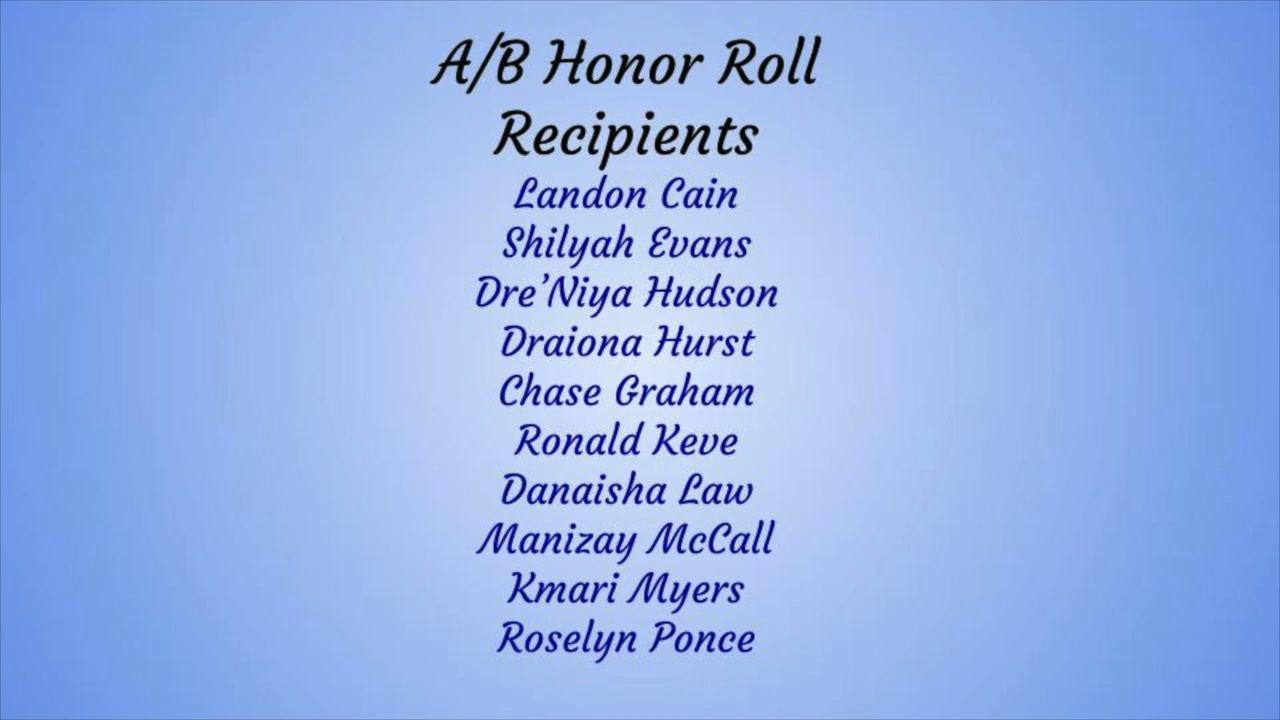 A/B Honor Roll
Recipients
Landon Cain
Shilyah Evans
Dre’Niya Hudson
Draiona Hurst
Chase Graham
Ronald Keve
Danaisha Law
Manizay McCall
Kmari Myers
Roselyn Ponce